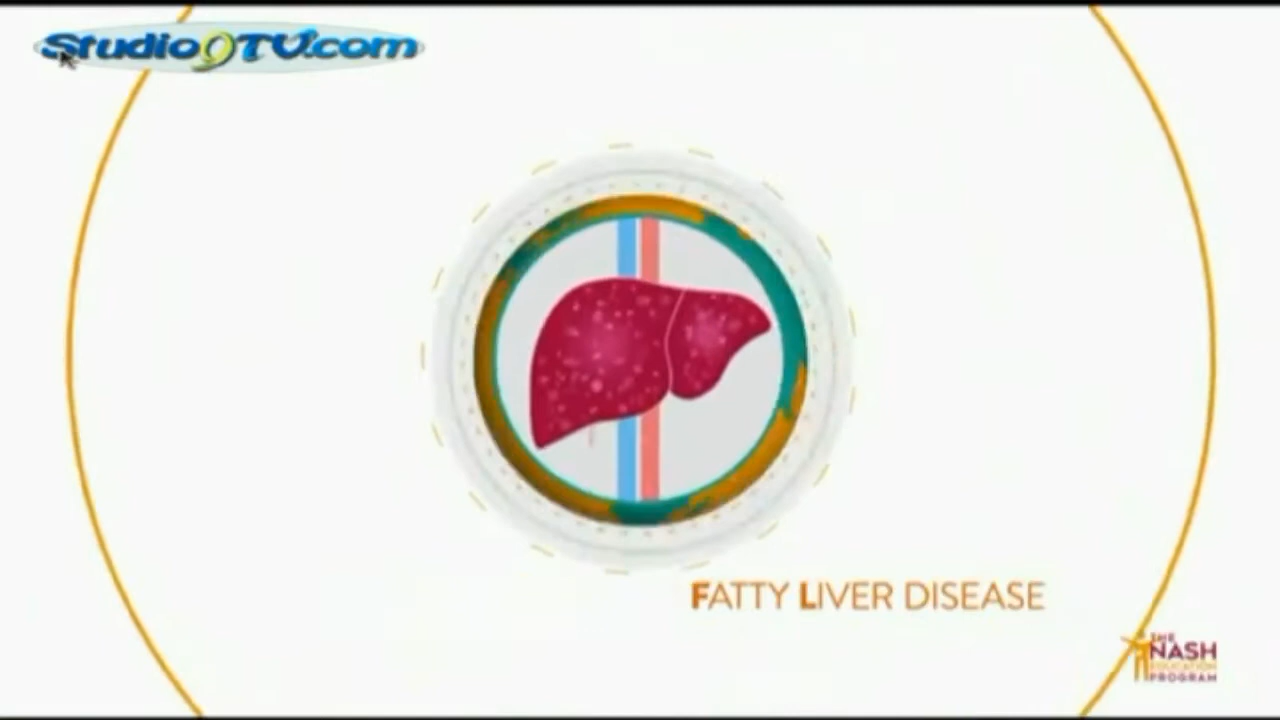 Studio9TV.com
FATTY LIVER DISEASE
THE
NASH
EDUCATION
PROGRAM